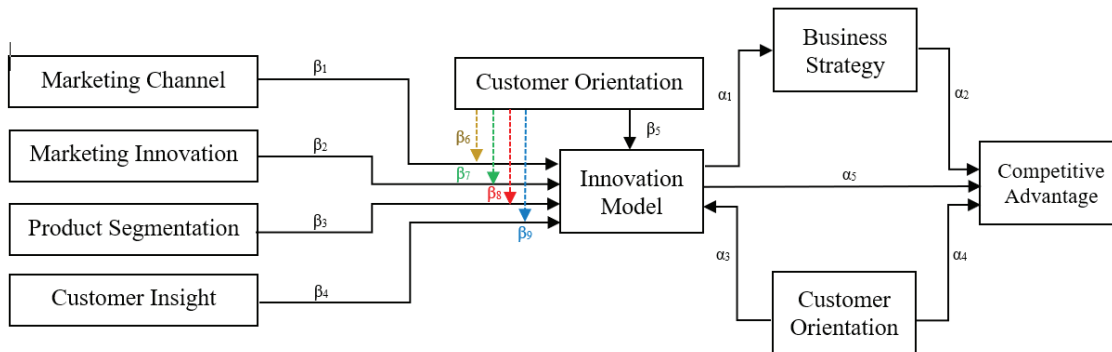 Marketing Channel
Marketing Innovation
Product Segmentation
Customer Insight
β1
β2
β3
β4
Customer Orientation
β5
β6
β7
β8
β9
Innovation
Model
Business
Strategy
α1
α2
α5
Competitive
Advantage
α3
α4
Customer
Orientation